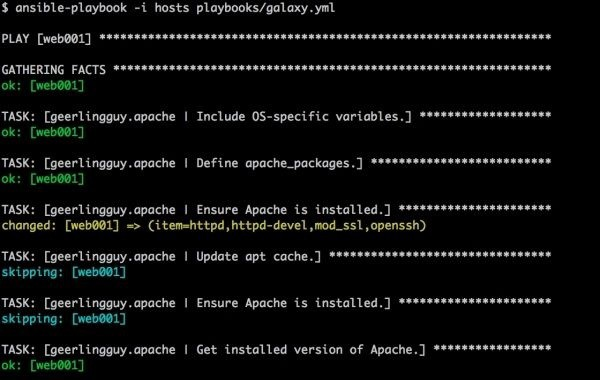 $ ansible-playbook -i hosts playbooks/galaxy.yml
PLAY [web001] *************************************************************
GATHERING FACTS ***********************************************************
ok: [web001]
TASK: [geerlingguy.apache | Include OS-specific variables.] ******************
ok: [web001]
TASK: [geerlingguy.apache | Define apache_packages.] ************************
ok: [web001]
TASK: [geerlingguy.apache | Ensure Apache is installed.] *********************
changed: [web001] => (item=httpd,httpd-devel,mod_ssl,openssh)
TASK: [geerlingguy.apache | Update apt cache.] ******************************
skipping: [web001]
TASK: [geerlingguy.apache | Ensure Apache is installed.] *********************
skipping: [web001]
TASK: [geerlingguy.apache | Get installed version of Apache.] ****************
ok: [web001]